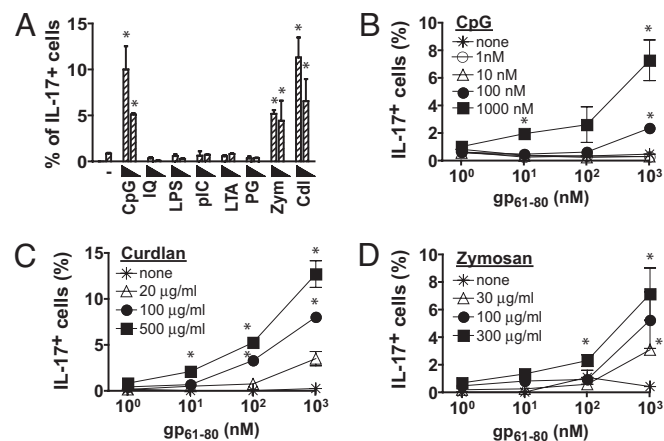 A
% of IL-17+ cells
15
10
5
0
*
*
*
*
*
*
-
CpG
IQ
LPS
pIC
LTA
PG
Zym
Cdl
B
IL-17+ cells (%)
10
8
6
4
2
0
CpG
none
1nM
10 nM
100 nM
1000 nM
*
*
*
10⁰ 10¹ 10² 10³
gp61-80 (nM)
C
IL-17+ cells (%)
15
10
5
0
Curdlan
none
20 µg/ml
100 µg/ml
500 µg/ml
*
*
*
*
*
10⁰ 10¹ 10² 10³
gp61-80 (nM)
D
IL-17+ cells (%)
10
8
6
4
2
0
Zymosan
none
30 µg/ml
100 µg/ml
300 µg/ml
*
*
*
*
10⁰ 10¹ 10² 10³
gp61-80 (nM)